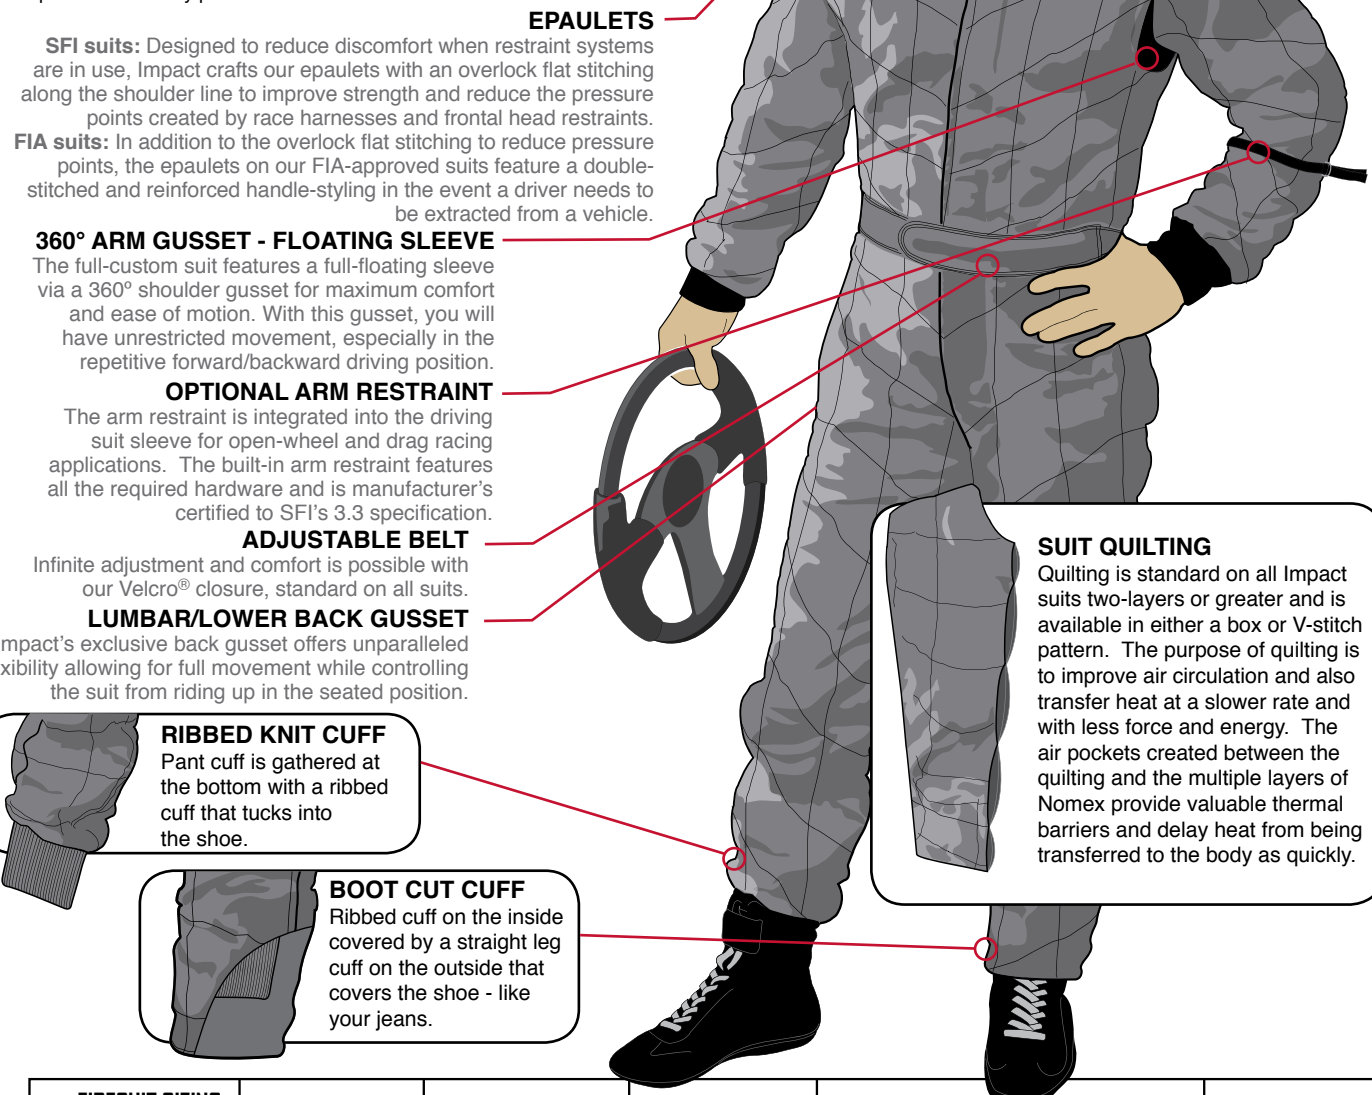 EPAULETS
SFI suits: Designed to reduce discomfort when restraint systems
are in use, Impact crafts our epaulets with an overlock flat stitching
along the shoulder line to improve strength and reduce the pressure
points created by race harnesses and frontal head restraints.
FIA suits: In addition to the overlock flat stitching to reduce pressure
points, the epaulets on our FIA-approved suits feature a double-
stitched and reinforced handle-styling in the event a driver needs to
be extracted from a vehicle.
360° ARM GUSSET - FLOATING SLEEVE
The full-custom suit features a full-floating sleeve
via a 360º shoulder gusset for maximum comfort
and ease of motion. With this gusset, you will
have unrestricted movement, especially in the
repetitive forward/backward driving position.
OPTIONAL ARM RESTRAINT
The arm restraint is integrated into the driving
suit sleeve for open-wheel and drag racing
applications. The built-in arm restraint features
all the required hardware and is manufacturer's
certified to SFI's 3.3 specification.
ADJUSTABLE BELT
Infinite adjustment and comfort is possible with
our Velcro® closure, standard on all suits.
LUMBAR/LOWER BACK GUSSET
mpact's exclusive back gusset offers unparalleled
xibility allowing for full movement while controlling
the suit from riding up in the seated position.
SUIT QUILTING
Quilting is standard on all Impact
suits two-layers or greater and is
available in either a box or V-stitch
pattern. The purpose of quilting is
to improve air circulation and also
transfer heat at a slower rate and
with less force and energy. The
air pockets created between the
quilting and the multiple layers of
Nomex provide valuable thermal
barriers and delay heat from being
transferred to the body as quickly.
RIBBED KNIT CUFF
Pant cuff is gathered at
the bottom with a ribbed
cuff that tucks into
the shoe.
BOOT CUT CUFF
Ribbed cuff on the inside
covered by a straight leg
cuff on the outside that
covers the shoe - like
your jeans.
FIRESUIT SIZING